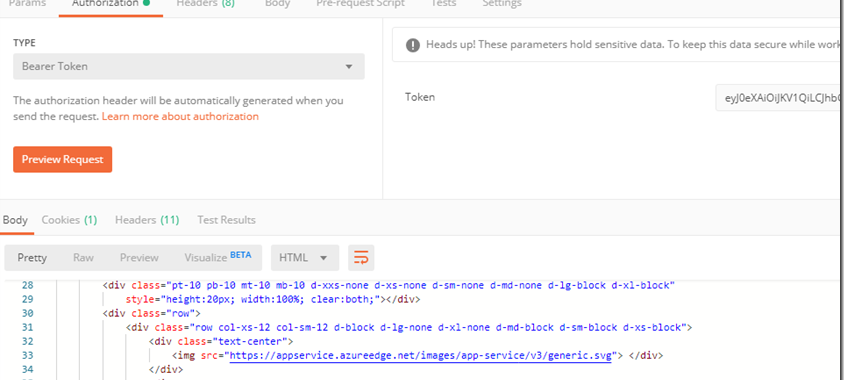 Params Authorization Headers (8) Body Pre-request Script Tests Settings
TYPE
Bearer Token
The authorization header will be automatically generated when you
send the request. Learn more about authorization
Preview Request
Heads up! These parameters hold sensitive data. To keep this data secure while work
Token
eyJ0eXAiOiJKV1QiLCJhbG
Body Cookies (1) Headers (11) Test Results
Pretty Raw Preview Visualize BETA HTML
28 <div class="pt-10 pb-10 mt-10 mb-10 d-xxs-none d-xs-none d-sm-none d-md-none d-lg-block d-xl-block"
29 style="height:20px; width:100%; clear:both;"></div>
30 <div class="row">
31 <div class="row col-xs-12 col-sm-12 d-block d-lg-none d-xl-none d-md-block d-sm-block d-xs-block">
32 <div class="text-center">
33 <img src="https://appservice.azureedge.net/images/app-service/v3/generic.svg"> </div>
34 </div>